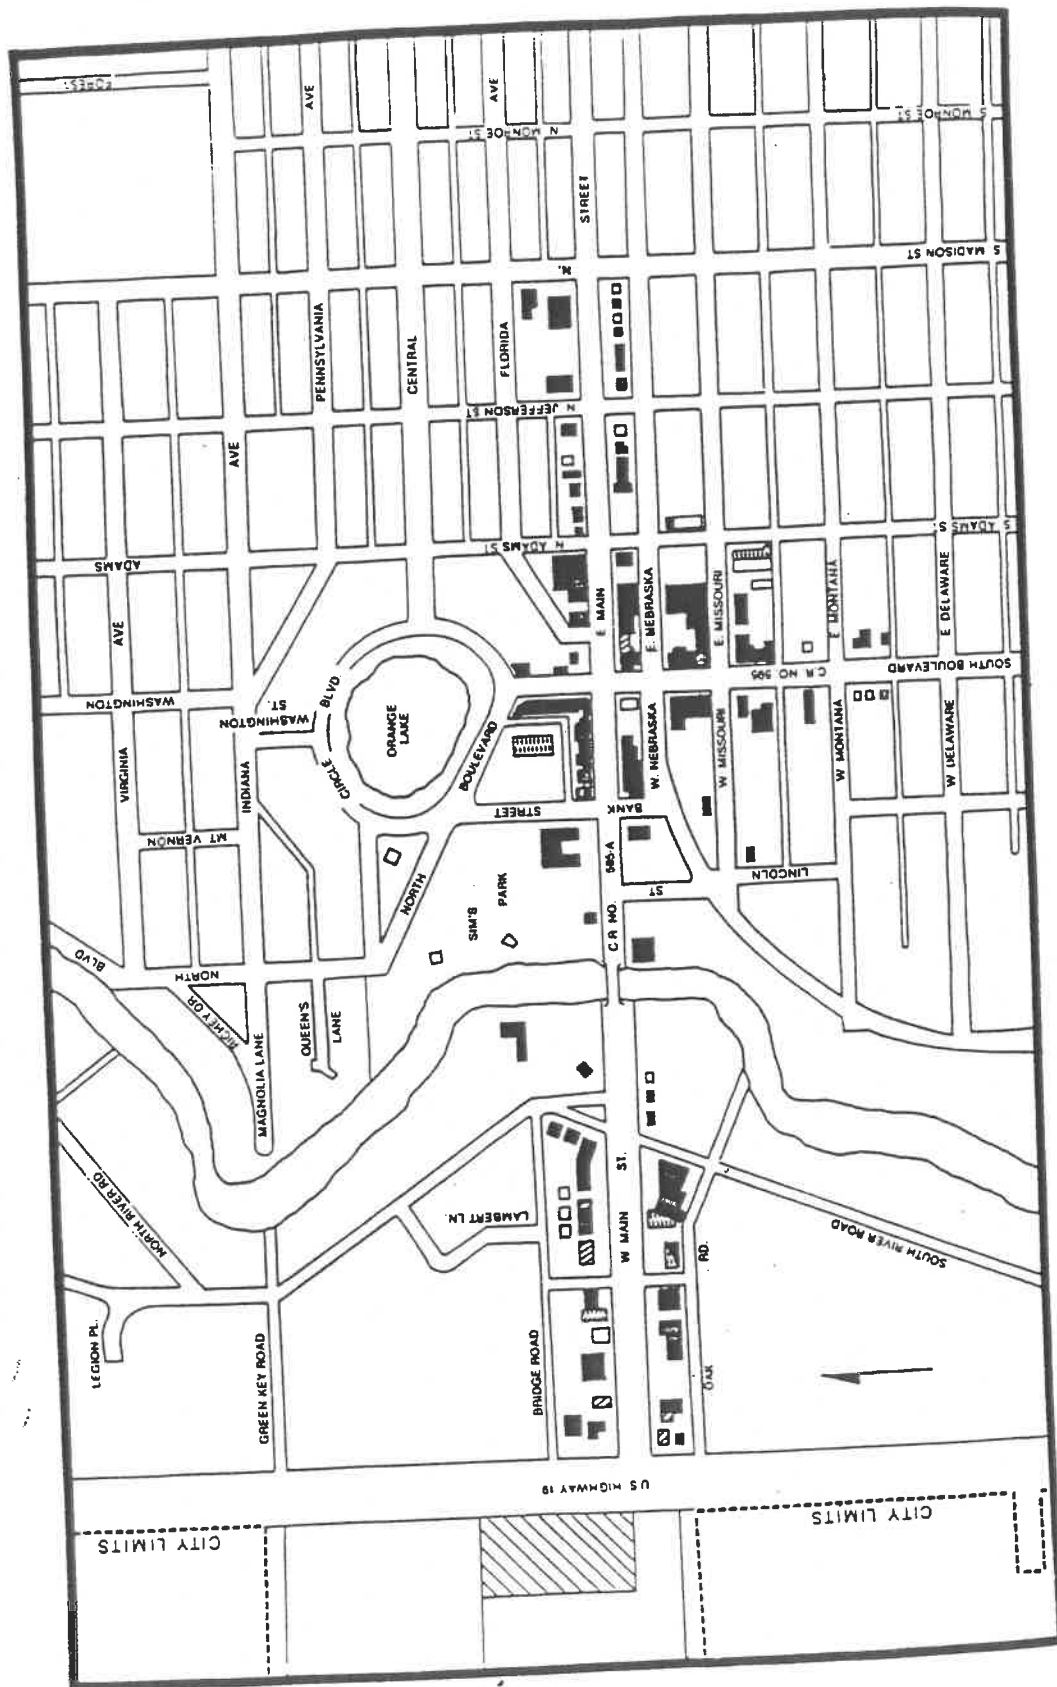 FOREST
AVE
AVE
N MONROE ST
S MONROE ST
STREET
S MADISON ST
N.
PENNSYLVANIA
CENTRAL
FLORIDA
N JEFFERSON ST
AVE
ADAMS
N ADAMS ST
S ADAMS S
AVE
WASHINGTON
WASHINGTON
ST.
BLVD
CIRCLE
ORANGE
LAKE
BOULEVARD
E MAIN
E. NEBRASKA
E. MISSOURI
E MONTANA
E DELAWARE
C.R. NO. 595
SOUTH BOULEVARD
VIRGINIA
INDIANA
MT VERNON
STREET
BANK
W. NEBRASKA
W MISSOURI
W MONTANA
W DELAWARE
NORTH
SIM'S
PARK
C.R. NO. 595-A
ST
LINCOLN
BLVD
NORTH
RICHEY DR
MAGNOLIA LANE
QUEEN'S
LANE
NORTH RIVER RD
LAMBERT LN.
W MAIN ST.
SOUTH RIVER ROAD
LEGION PL.
GREEN KEY ROAD
BRIDGE ROAD
OAK RD.
US HIGHWAY 19
CITY LIMITS
CITY LIMITS